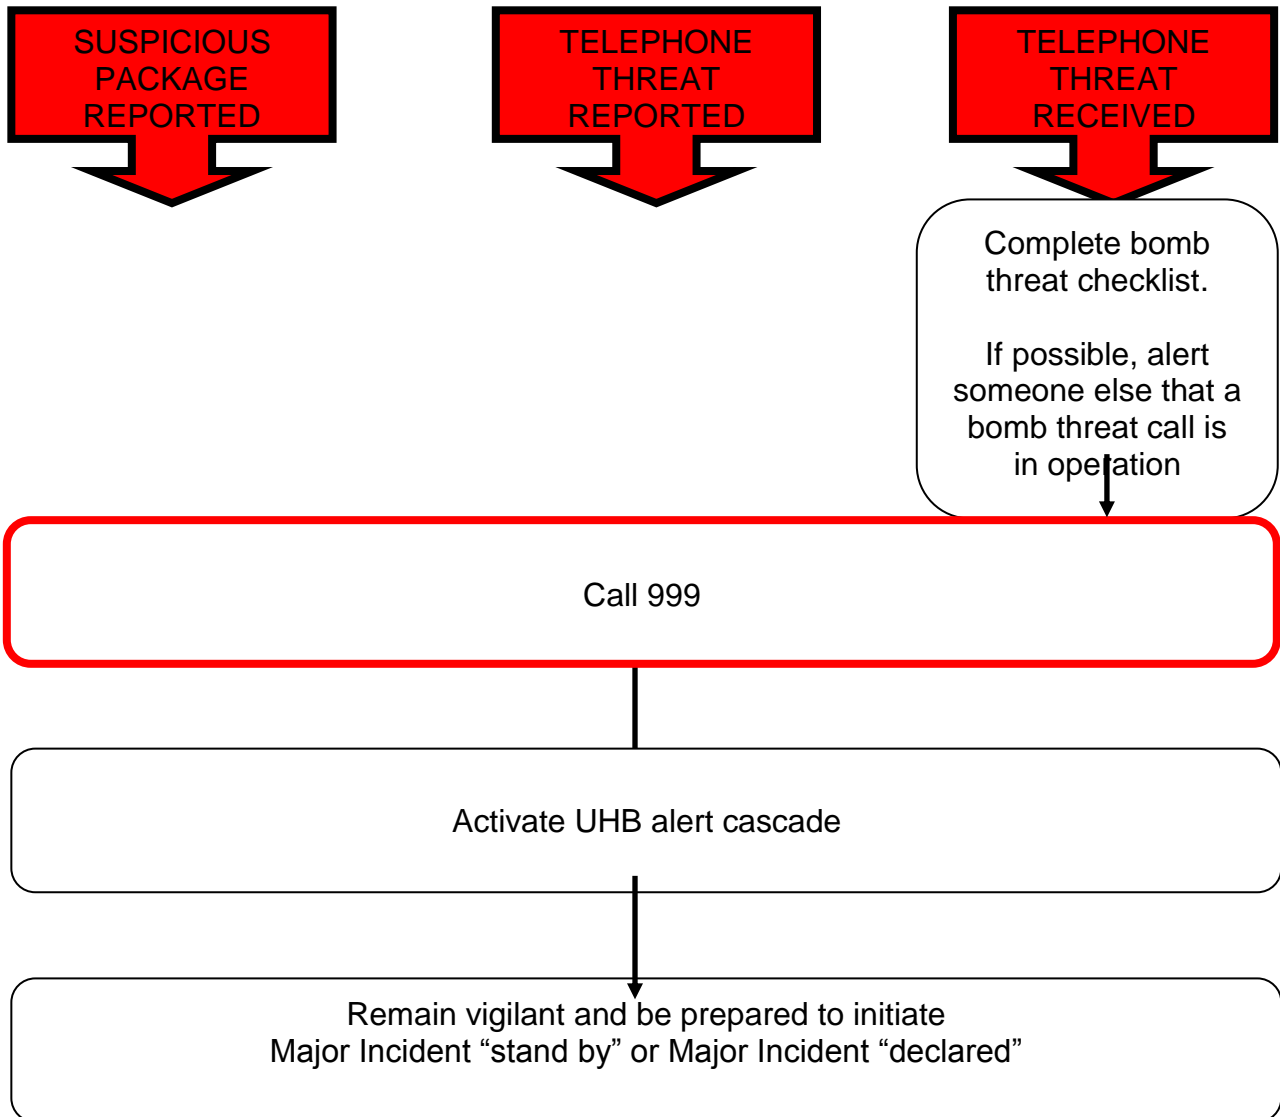 SUSPICIOUS
PACKAGE
REPORTED
TELEPHONE
THREAT
REPORTED
TELEPHONE
THREAT
RECEIVED
Complete bomb
threat checklist.
If possible, alert
someone else that a
bomb threat call is
in operation
Call 999
Activate UHB alert cascade
Remain vigilant and be prepared to initiate
Major Incident “stand by” or Major Incident “declared”